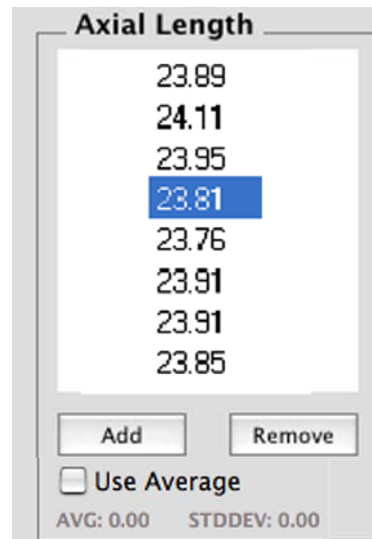 Axial Length
23.89
24.11
23.95
23.81
23.76
23.91
23.91
23.85
Add Remove
Use Average
AVG: 0.00 STDDEV: 0.00